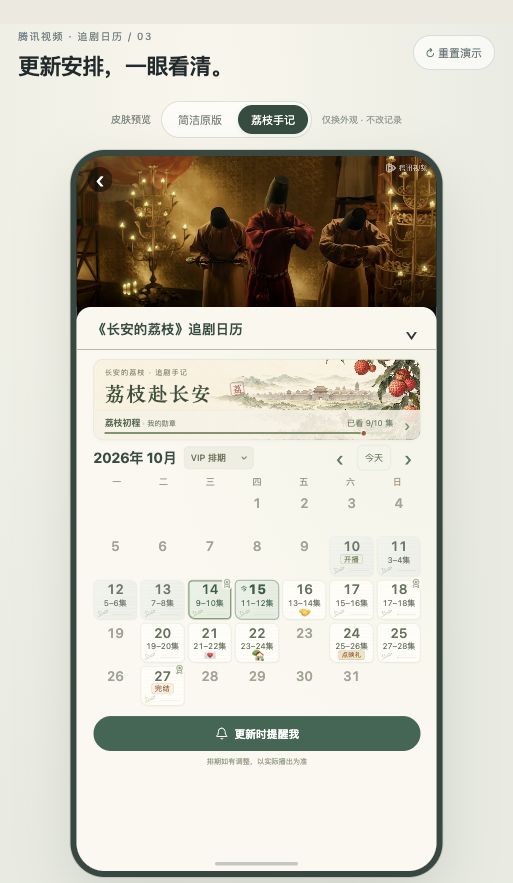 腾讯视频 · 追剧日历 / 03
更新安排，一眼看清。
重置演示
皮肤预览 简洁原版 荔枝手记 仅换外观 · 不改记录
腾讯视频
《长安的荔枝》追剧日历
长安的荔枝 · 追剧手记
荔枝赴长安
荔
荔枝初程 · 我的勋章 已看 9/10 集
2026年 10月 VIP 排期 今天
一 二 三 四 五 六 日
1 2 3 4
5 6 7 8 9 10 11
开播 3–4集
12 13 14 今15 16 17 18
5–6集 7–8集 9–10集 11–12集 13–14集 15–16集 17–18集
19 20 21 22 23 24 25
19–20集 21–22集 23–24集 25–26集 27–28集
点映礼
26 27 28 29 30 31
完结
更新时提醒我
排期如有调整，以实际播出为准